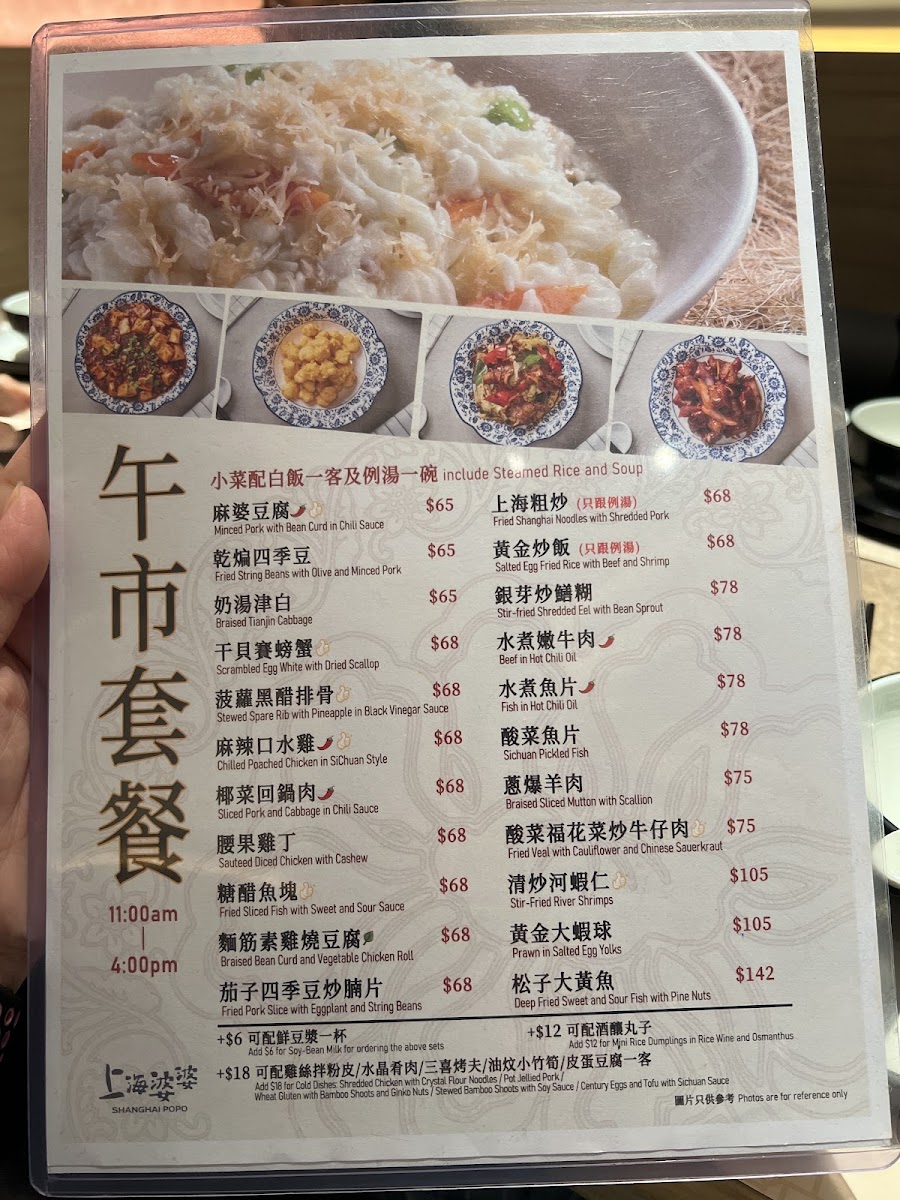 午市套餐
11:00am
|
4:00pm
小菜配白飯一客及例湯一碗 include Steamed Rice and Soup
麻婆豆腐 $65
Minced Pork with Bean Curd in Chili Sauce
乾煸四季豆 $65
Fried String Beans with Olive and Minced Pork
奶湯津白 $65
Braised Tianjin Cabbage
干貝賽螃蟹 $68
Scrambled Egg White with Dried Scallop
菠蘿黑醋排骨 $68
Stewed Spare Rib with Pineapple in Black Vinegar Sauce
麻辣口水雞 $68
Chilled Poached Chicken in SiChuan Style
椰菜回鍋肉 $68
Sliced Pork and Cabbage in Chili Sauce
腰果雞丁 $68
Sauteed Diced Chicken with Cashew
糖醋魚塊 $68
Fried Sliced Fish with Sweet and Sour Sauce
麵筋素雞燒豆腐 $68
Braised Bean Curd and Vegetable Chicken Roll
茄子四季豆炒腩片 $68
Fried Pork Slice with Eggplant and String Beans
上海粗炒 (只跟例湯) $68
Fried Shanghai Noodles with Shredded Pork
黃金炒飯 (只跟例湯) $68
Salted Egg Fried Rice with Beef and Shrimp
銀芽炒鱔糊 $78
Stir-fried Shredded Eel with Bean Sprout
水煮嫩牛肉 $78
Beef in Hot Chili Oil
水煮魚片 $78
Fish in Hot Chili Oil
酸菜魚片 $78
Sichuan Pickled Fish
蔥爆羊肉 $75
Braised Sliced Mutton with Scallion
酸菜福花菜炒牛仔肉 $75
Fried Veal with Cauliflower and Chinese Sauerkraut
清炒河蝦仁 $105
Stir-Fried River Shrimps
黃金大蝦球 $105
Prawn in Salted Egg Yolks
松子大黃魚 $142
Deep Fried Sweet and Sour Fish with Pine Nuts
+$6 可配鮮豆漿一杯
Add $6 for Soy-Bean Milk for ordering the above sets
+$12 可配酒釀丸子
Add $12 for Mini Rice Dumplings in Rice Wine and Osmanthus
+$18 可配雞絲拌粉皮/水晶肴肉/三喜烤夫/油炆小竹筍/皮蛋豆腐一客
Add $18 for Cold Dishes: Shredded Chicken with Crystal Flour Noodles / Pot Jellied Pork /
Wheat Gluten with Bamboo Shoots and Ginko Nuts / Stewed Bamboo Shoots with Soy Sauce / Century Eggs and Tofu with Sichuan Sauce
圖片只供參考 Photos are for reference only
上海婆婆
SHANGHAI POPO